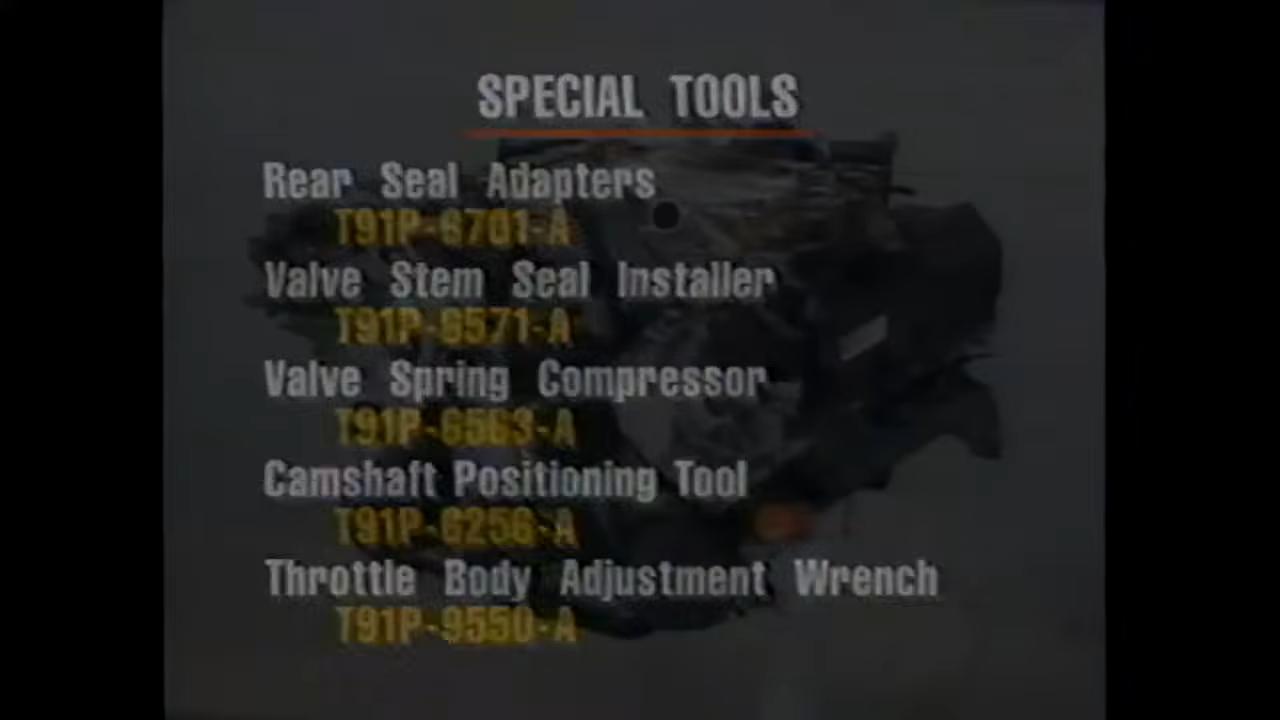 SPECIAL TOOLS
Rear Seal Adapters
T91P-6701-A
Valve Stem Seal Installer
T91P-6571-A
Valve Spring Compressor
T91P-6563-A
Camshaft Positioning Tool
T91P-6256-A
Throttle Body Adjustment Wrench
T91P-9550-A